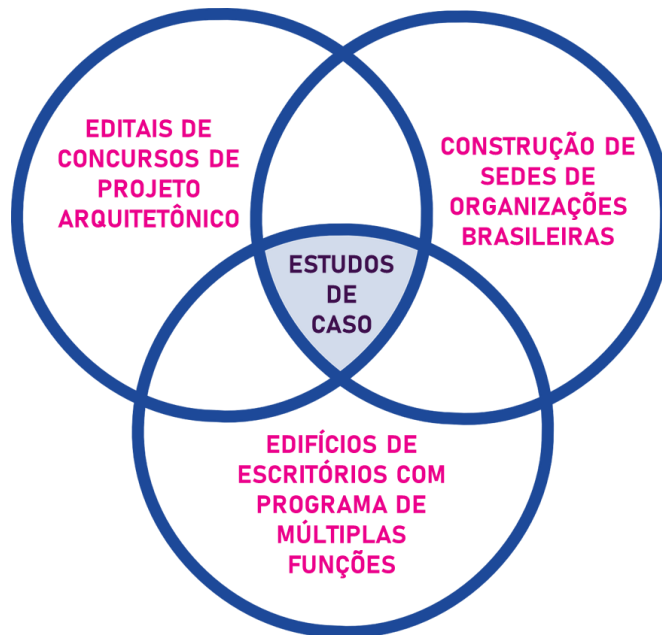 EDITAIS DE
CONCURSOS DE
PROJETO
ARQUITETÔNICO
CONSTRUÇÃO DE
SEDES DE
ORGANIZAÇÕES
BRASILEIRAS
ESTUDOS
DE
CASO
EDIFÍCIOS DE
ESCRITÓRIOS COM
PROGRAMA DE
MÚLTIPLAS
FUNÇÕES